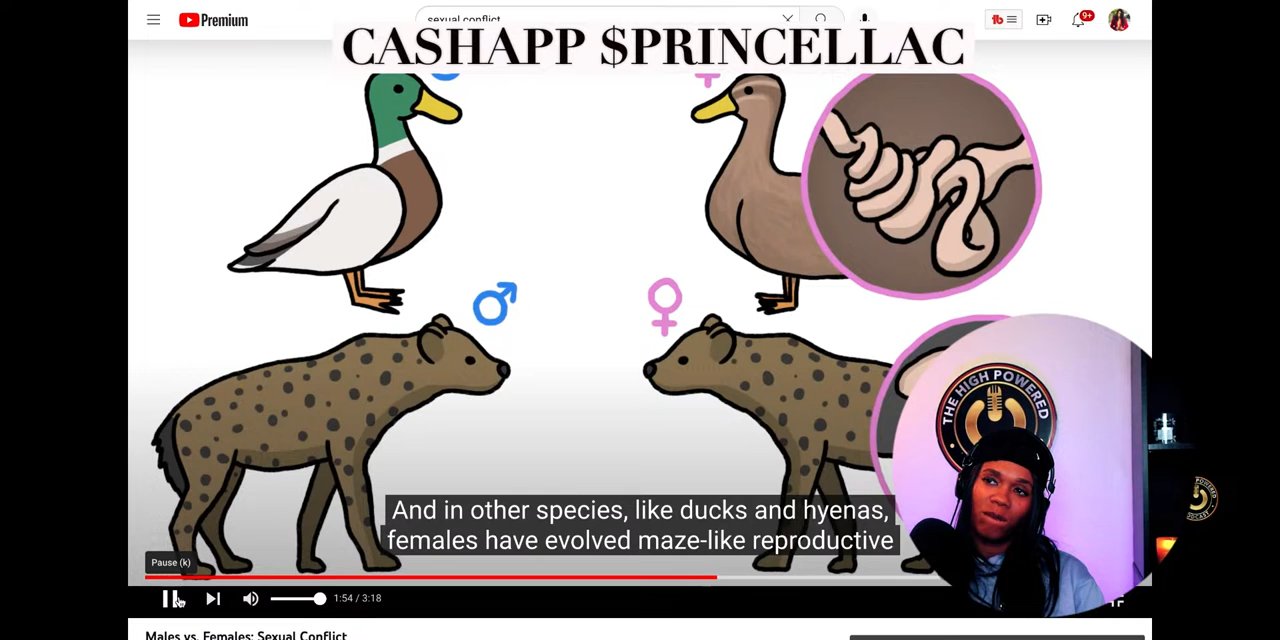 Premium
sexual conflict
9+
CASHAPP $PRINCELLAC
THE HIGH POWERED
And in other species, like ducks and hyenas,
females have evolved maze-like reproductive
Pause (k)
1:54 / 3:18
Males vs. Females: Sexual Conflict